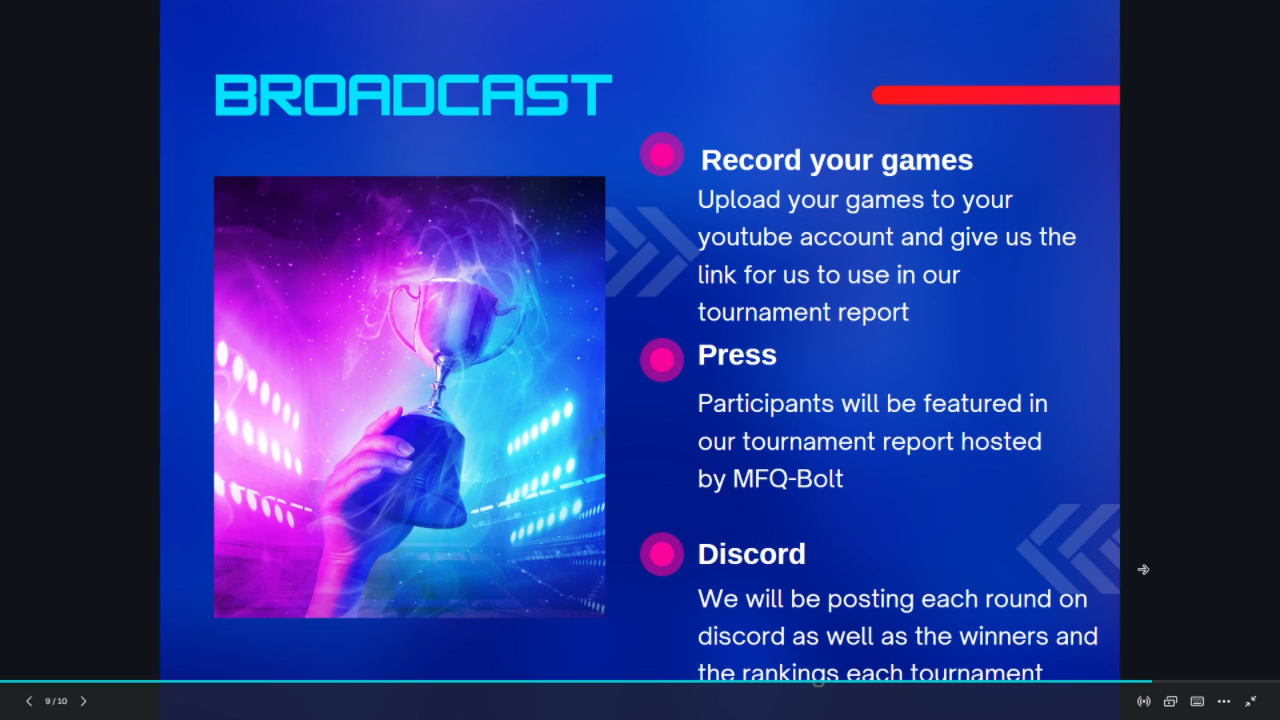 BROADCAST
Record your games
Upload your games to your
youtube account and give us the
link for us to use in our
tournament report
Press
Participants will be featured in
our tournament report hosted
by MFQ-Bolt
Discord
We will be posting each round on
discord as well as the winners and
the rankings each tournament
9 / 10